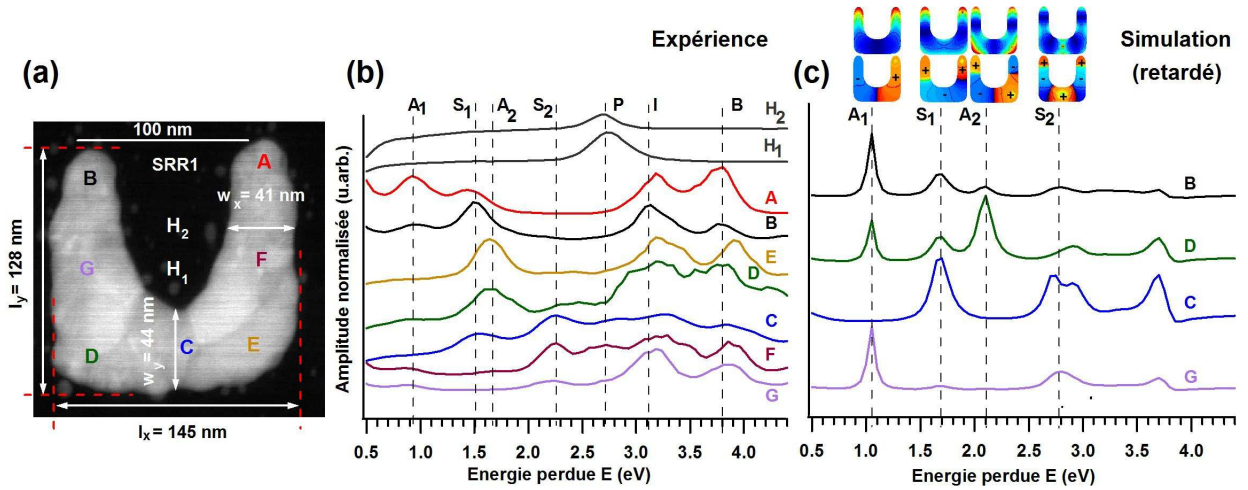 (a)
100 nm
SRR1
A
B
wx = 41 nm
H2
H1
F
G
ly = 128 nm
wy = 44 nm
D
C
E
lx = 145 nm
Expérience
(b)
A1 S1 A2 S2 P I B H2
H1
A
B
E
D
C
F
G
Amplitude normalisée (u.arb.)
0.5 1.0 1.5 2.0 2.5 3.0 3.5 4.0
Energie perdue E (eV)
Simulation
(retardé)
(c)
- + + + - + - + + + +
A1 S1 A2 S2
B
D
C
G
0.5 1.0 1.5 2.0 2.5 3.0 3.5 4.0
Energie perdue E (eV)